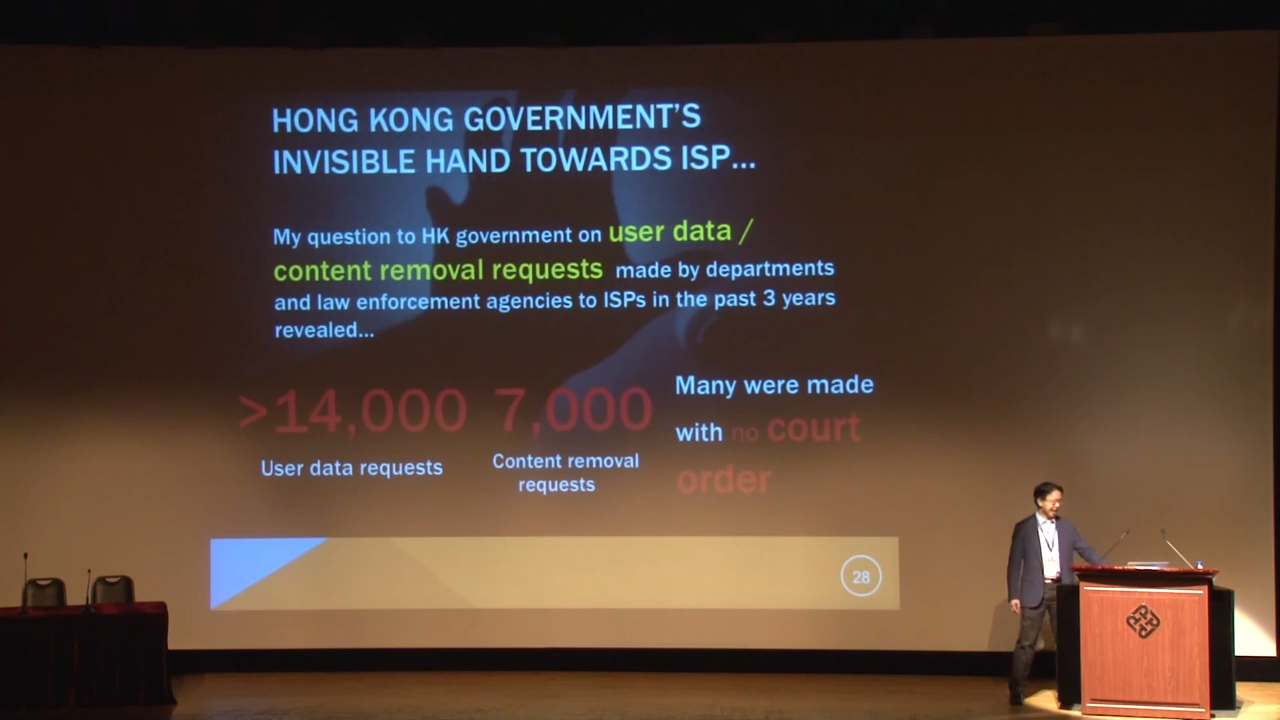 HONG KONG GOVERNMENT'S
INVISIBLE HAND TOWARDS ISP...
My question to HK government on user data /
content removal requests made by departments
and law enforcement agencies to ISPs in the past 3 years
revealed...
>14,000
User data requests
7,000
Content removal
requests
Many were made
with no court
order
28